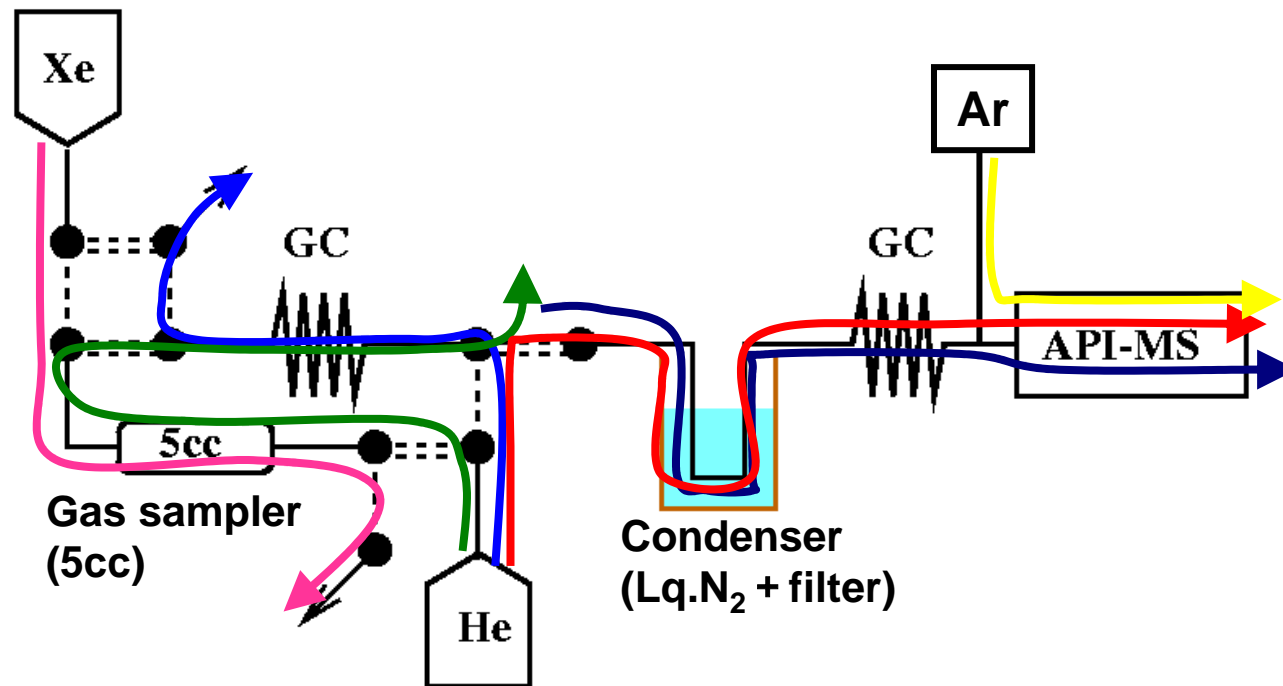 Xe
Ar
GC
GC
API-MS
5cc
Gas sampler
(5cc)
Condenser
(Lq.N₂ + filter)
He